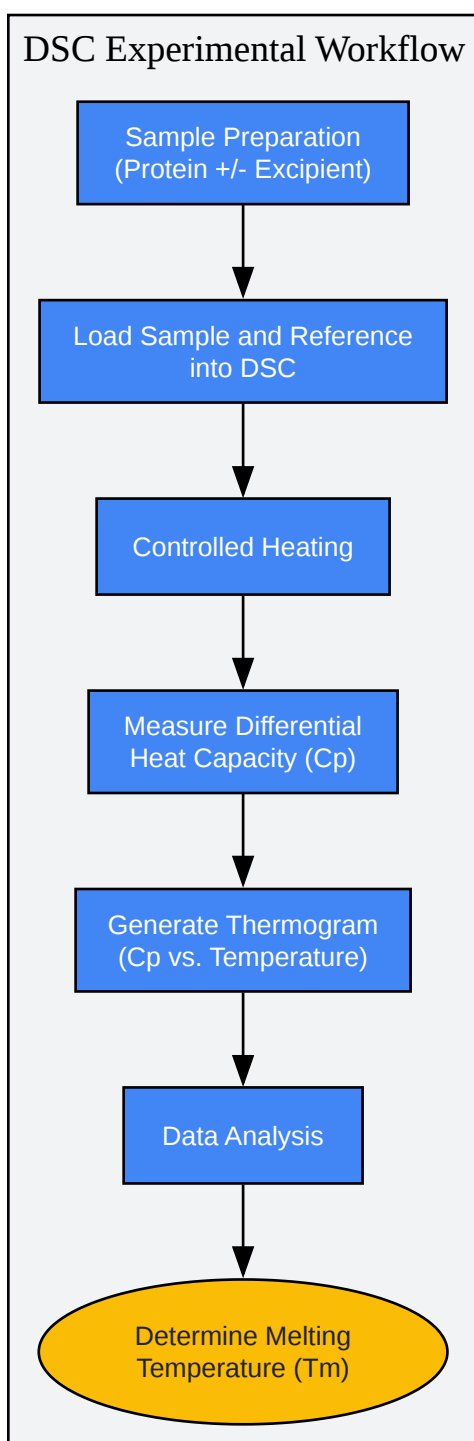 DSC Experimental Workflow
Sample Preparation
(Protein +/- Excipient)
Load Sample and Reference
into DSC
Controlled Heating
Measure Differential
Heat Capacity (Cp)
Generate Thermogram
(Cp vs. Temperature)
Data Analysis
Determine Melting
Temperature (Tm)